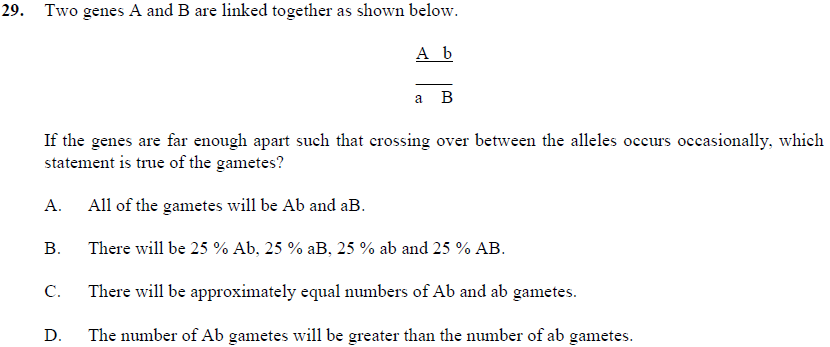 29. Two genes A and B are linked together as shown below.
A b
a B
If the genes are far enough apart such that crossing over between the alleles occurs occasionally, which
statement is true of the gametes?
A. All of the gametes will be Ab and aB.
B. There will be 25 % Ab, 25 % aB, 25 % ab and 25 % AB.
C. There will be approximately equal numbers of Ab and ab gametes.
D. The number of Ab gametes will be greater than the number of ab gametes.